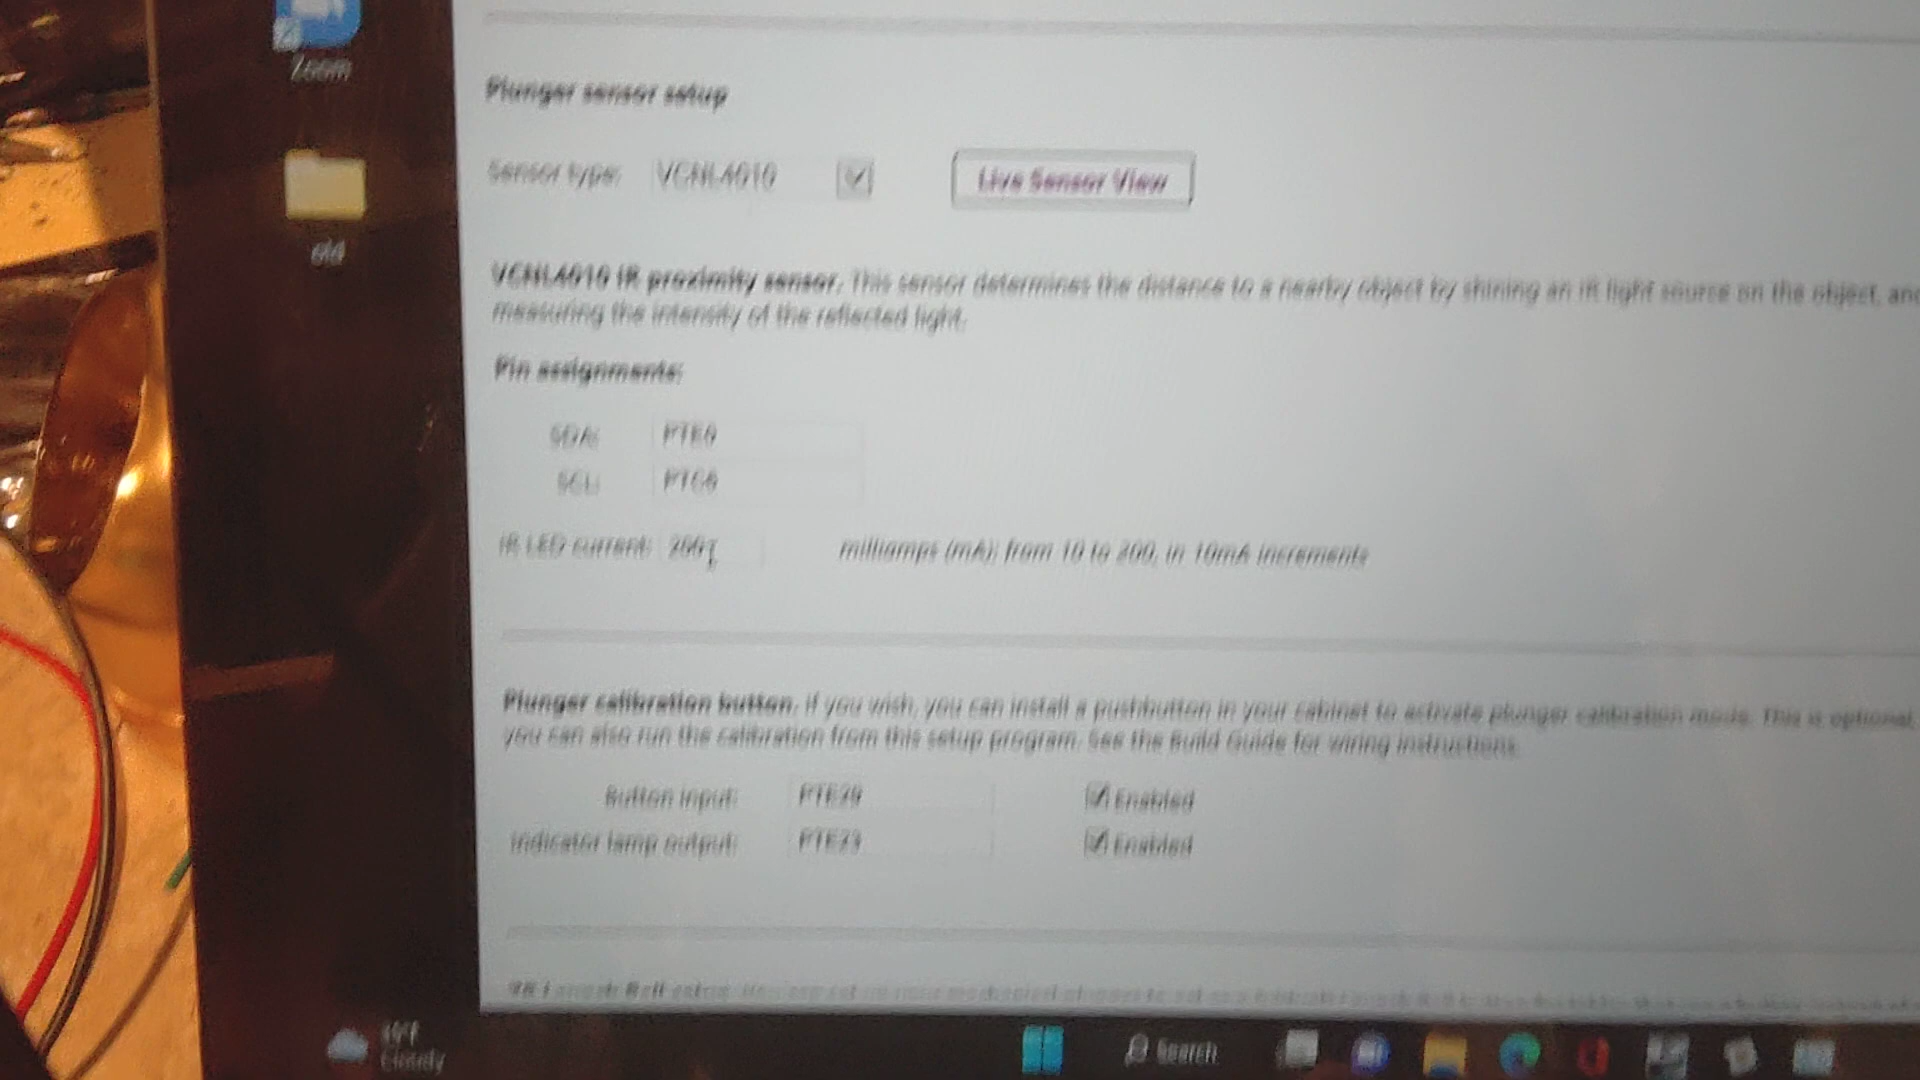 Zoom
old
Plunger sensor setup
Sensor type: VCNL4010
Live Sensor View
VCNL4010 IR proximity sensor. This sensor determines the distance to a nearby object by shining an IR light source on the object, and
measuring the intensity of the reflected light.
Pin assignments:
SDA: PTE0
SCL:
IR LED current: 200
milliamps (mA); from 10 to 200, in 10mA increments
Plunger calibration button. If you wish, you can install a pushbutton in your cabinet to activate plunger calibration mode. This is optional;
you can also run the calibration from this setup program. See the Build Guide for wiring instructions.
Button input: PTE29 Enabled
Indicator lamp output: PTE23 Enabled
Cloudy
Search